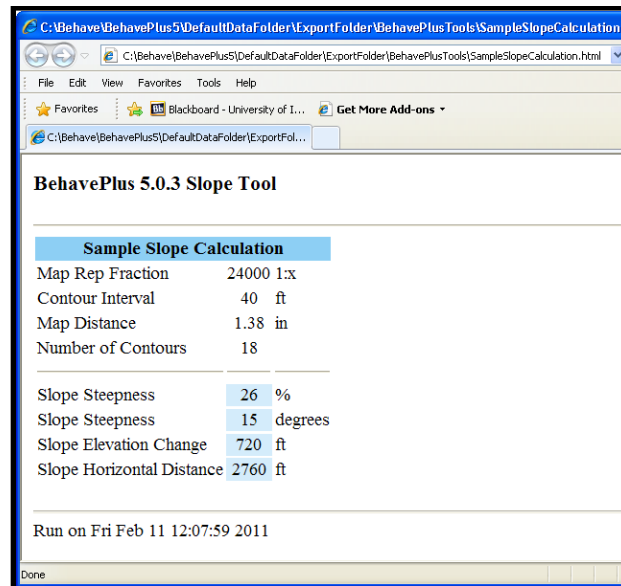 C:\Behave\BehavePlus5\DefaultDataFolder\ExportFolder\BehavePlusTools\SampleSlopeCalculation
C:\Behave\BehavePlus5\DefaultDataFolder\ExportFolder\BehavePlusTools\SampleSlopeCalculation.html
File Edit View Favorites Tools Help
Favorites Bb Blackboard - University of I... Get More Add-ons
C:\Behave\BehavePlus5\DefaultDataFolder\ExportFol...
BehavePlus 5.0.3 Slope Tool
Sample Slope Calculation
Map Rep Fraction 24000 1:x
Contour Interval 40 ft
Map Distance 1.38 in
Number of Contours 18
Slope Steepness 26 %
Slope Steepness 15 degrees
Slope Elevation Change 720 ft
Slope Horizontal Distance 2760 ft
Run on Fri Feb 11 12:07:59 2011
Done